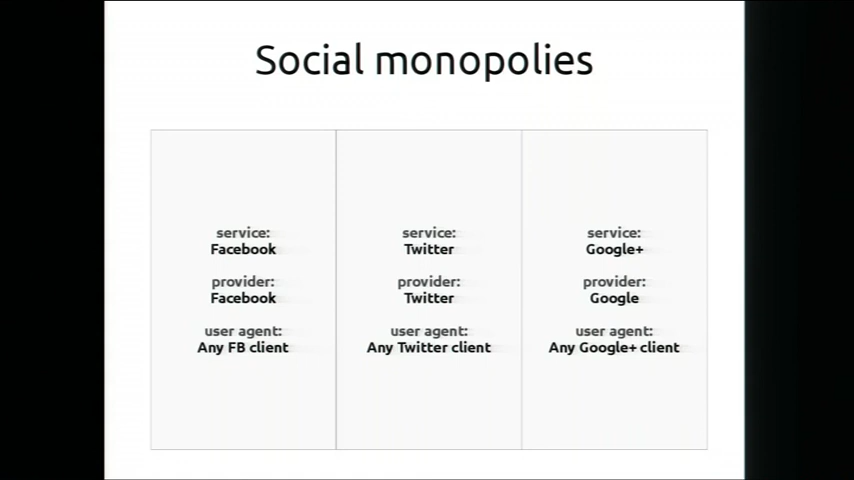 Social monopolies
service:
Facebook
provider:
Facebook
user agent:
Any FB client
service:
Twitter
provider:
Twitter
user agent:
Any Twitter client
service:
Google+
provider:
Google
user agent:
Any Google+ client